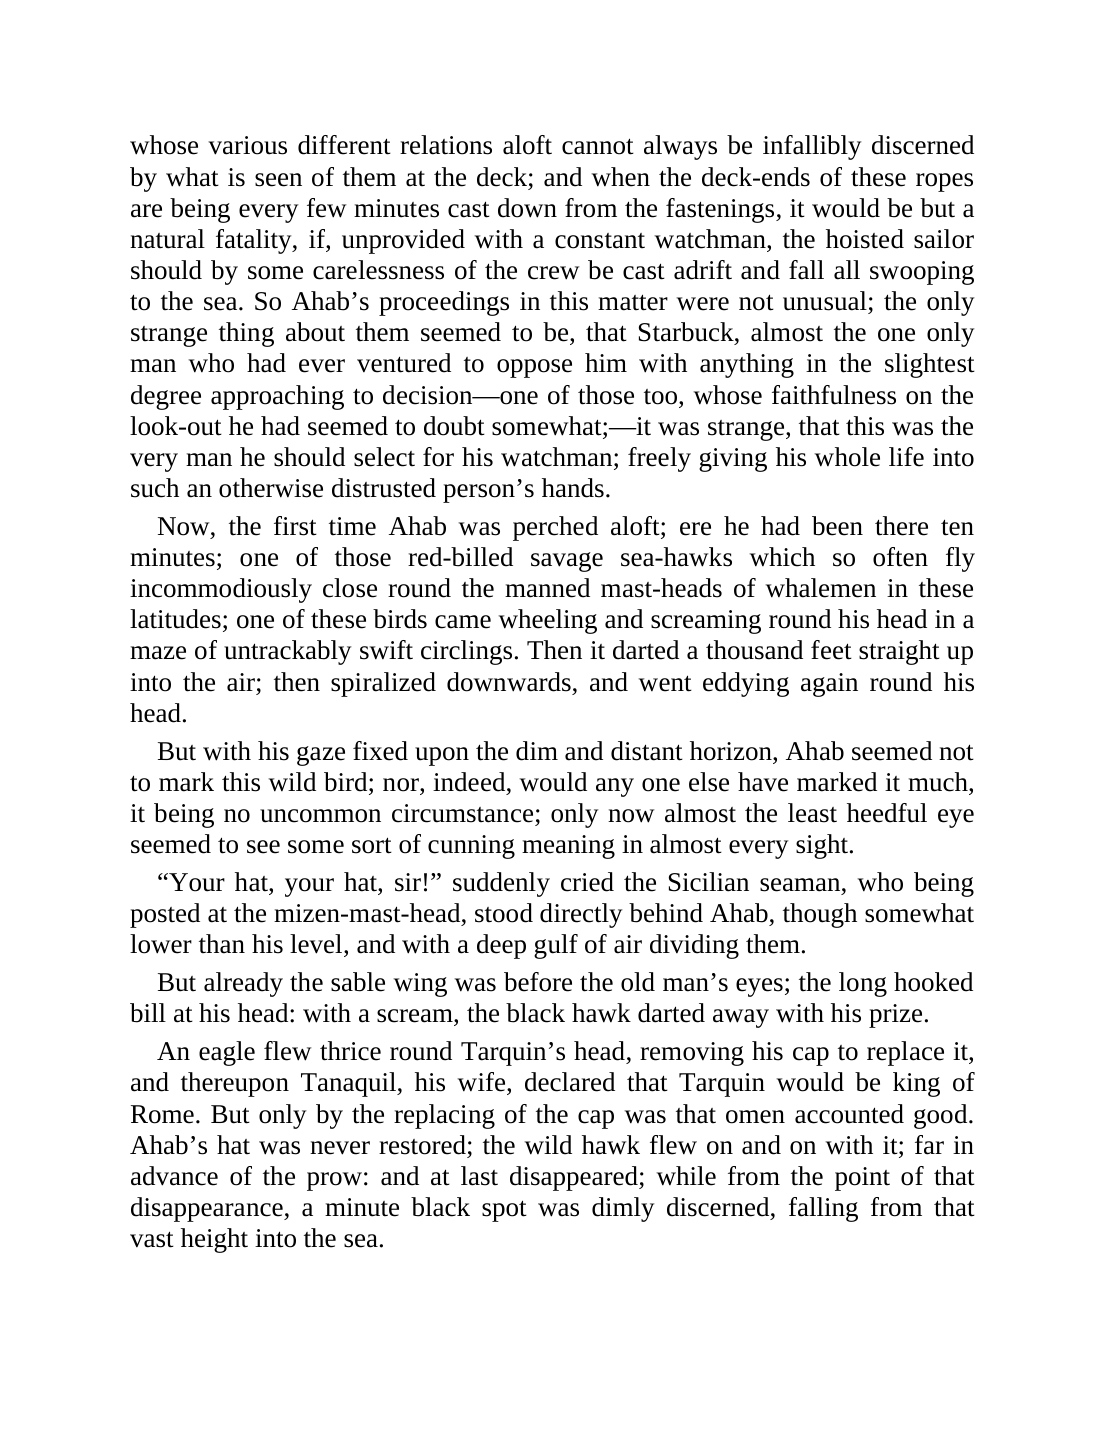 whose various different relations aloft cannot always be infallibly discerned
by what is seen of them at the deck; and when the deck-ends of these ropes
are being every few minutes cast down from the fastenings, it would be but a
natural fatality, if, unprovided with a constant watchman, the hoisted sailor
should by some carelessness of the crew be cast adrift and fall all swooping
to the sea. So Ahab’s proceedings in this matter were not unusual; the only
strange thing about them seemed to be, that Starbuck, almost the one only
man who had ever ventured to oppose him with anything in the slightest
degree approaching to decision—one of those too, whose faithfulness on the
look-out he had seemed to doubt somewhat;—it was strange, that this was the
very man he should select for his watchman; freely giving his whole life into
such an otherwise distrusted person’s hands.
Now, the first time Ahab was perched aloft; ere he had been there ten
minutes; one of those red-billed savage sea-hawks which so often fly
incommodiously close round the manned mast-heads of whalemen in these
latitudes; one of these birds came wheeling and screaming round his head in a
maze of untrackably swift circlings. Then it darted a thousand feet straight up
into the air; then spiralized downwards, and went eddying again round his
head.
But with his gaze fixed upon the dim and distant horizon, Ahab seemed not
to mark this wild bird; nor, indeed, would any one else have marked it much,
it being no uncommon circumstance; only now almost the least heedful eye
seemed to see some sort of cunning meaning in almost every sight.
“Your hat, your hat, sir!” suddenly cried the Sicilian seaman, who being
posted at the mizen-mast-head, stood directly behind Ahab, though somewhat
lower than his level, and with a deep gulf of air dividing them.
But already the sable wing was before the old man’s eyes; the long hooked
bill at his head: with a scream, the black hawk darted away with his prize.
An eagle flew thrice round Tarquin’s head, removing his cap to replace it,
and thereupon Tanaquil, his wife, declared that Tarquin would be king of
Rome. But only by the replacing of the cap was that omen accounted good.
Ahab’s hat was never restored; the wild hawk flew on and on with it; far in
advance of the prow: and at last disappeared; while from the point of that
disappearance, a minute black spot was dimly discerned, falling from that
vast height into the sea.